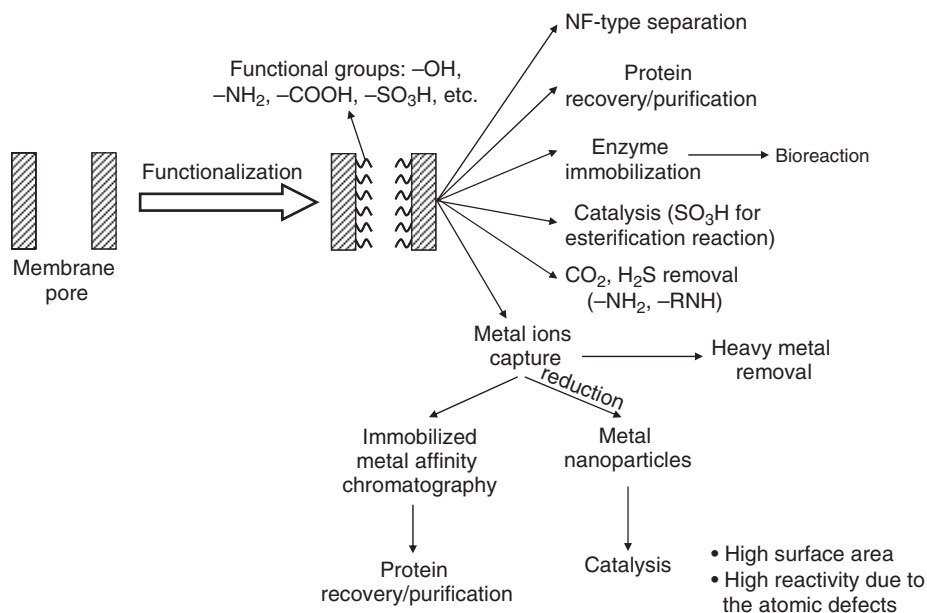 NF-type separation
Functional groups: –OH,
–NH2, –COOH, –SO3H, etc.
Protein
recovery/purification
Functionalization
Enzyme
immobilization
Bioreaction
Catalysis (SO3H for
esterification reaction)
Membrane
pore
CO2, H2S removal
(–NH2, –RNH)
Metal ions
capture
Heavy metal
removal
reduction
Immobilized
metal affinity
chromatography
Metal
nanoparticles
Protein
recovery/purification
Catalysis
• High surface area
• High reactivity due to
the atomic defects